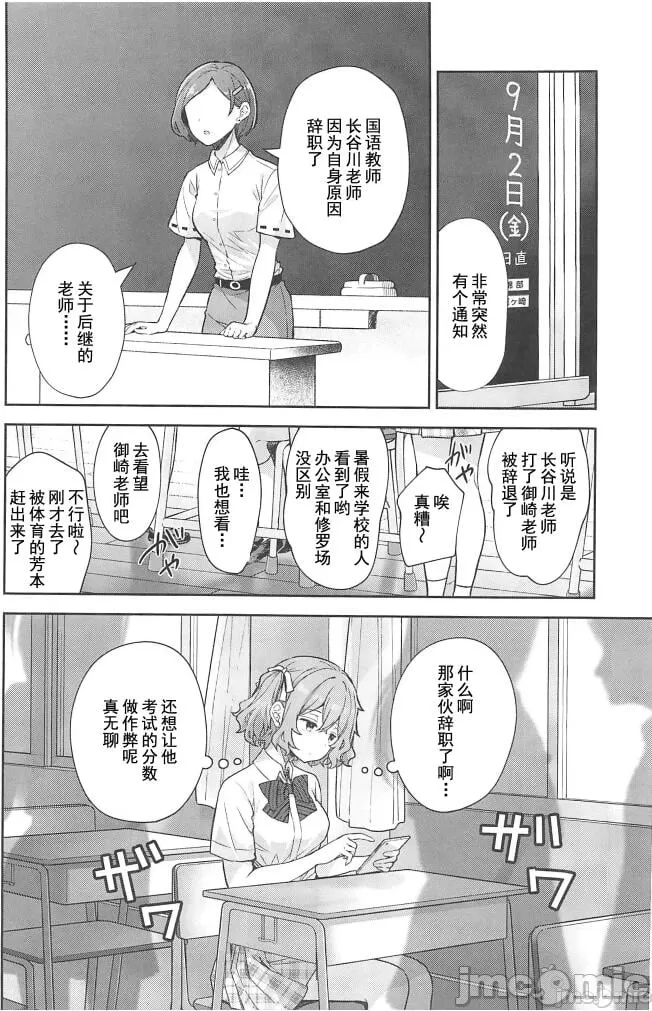 9月2日(金)
日直
非常突然
有个通知
国语教师
长谷川老师
因为自身原因
辞职了
关于后继的
老师……
听说是
长谷川老师
打了御崎老师
被辞退了
唉
真糟~
暑假来学校的人
看到了哟
办公室和修罗场
没区别
哇…
我也想看…
去看望
御崎老师吧
不行啦~
刚才去了
被体育的芳本
赶出来了
ガヤ
ガヤ
什么啊
那家伙辞职了啊…
还想让他
考试的分数
做作弊呢
真无聊
ザワ
ザワ
jmcomic